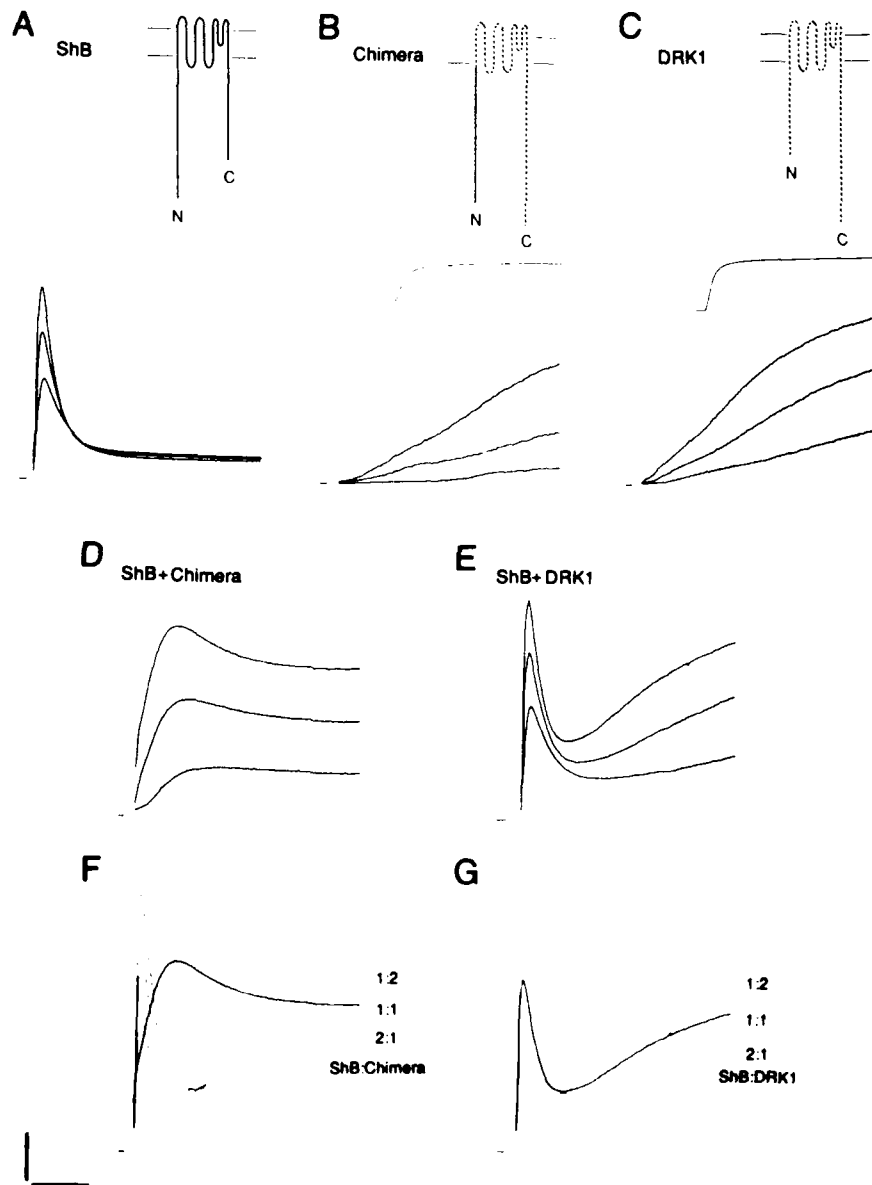 A
ShB
N
C
B
Chimera
N
C
C
DRK1
N
C
D
ShB+Chimera
E
ShB+DRK1
F
1:2
1:1
2:1
ShB:Chimera
G
1:2
1:1
2:1
ShB:DRK1